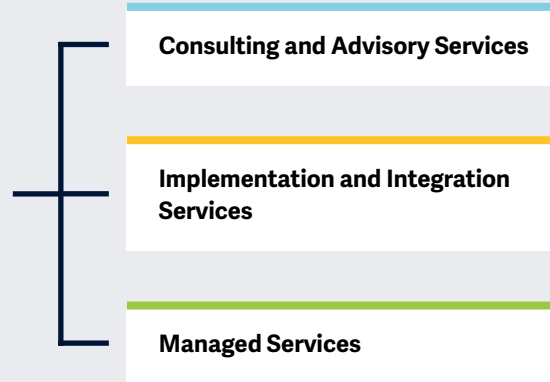 Consulting and Advisory Services
Implementation and Integration
Services
Managed Services